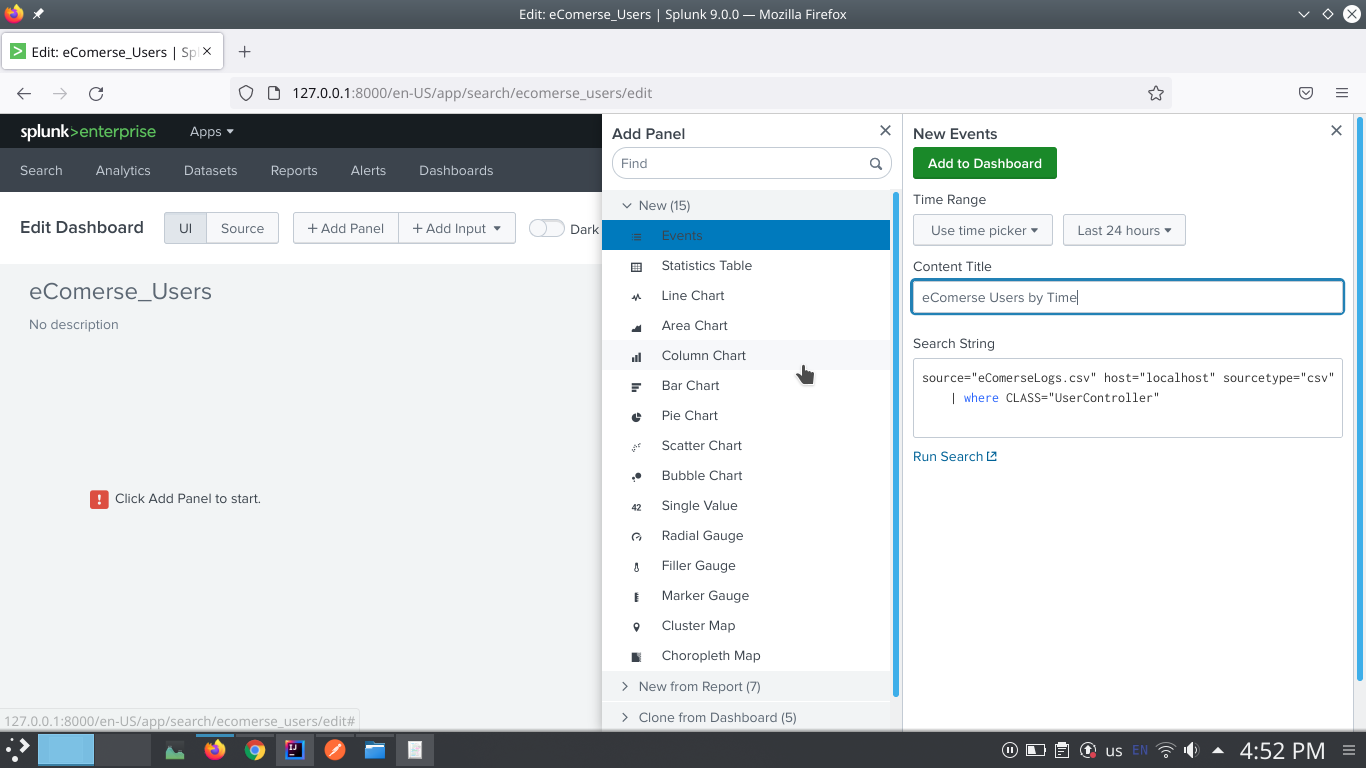 Edit: eComerse_Users | Splunk 9.0.0 — Mozilla Firefox
Edit: eComerse_Users | Spl
127.0.0.1:8000/en-US/app/search/ecomerse_users/edit
splunk>enterprise
Apps
Search
Analytics
Datasets
Reports
Alerts
Dashboards
Edit Dashboard
UI
Source
+ Add Panel
+ Add Input
Dark
eComerse_Users
No description
! Click Add Panel to start.
127.0.0.1:8000/en-US/app/search/ecomerse_users/edit#
Add Panel
Find
New (15)
Events
Statistics Table
Line Chart
Area Chart
Column Chart
Bar Chart
Pie Chart
Scatter Chart
Bubble Chart
42 Single Value
Radial Gauge
Filler Gauge
Marker Gauge
Cluster Map
Choropleth Map
New from Report (7)
Clone from Dashboard (5)
New Events
Add to Dashboard
Time Range
Use time picker
Last 24 hours
Content Title
eComerse Users by Time
Search String
source="eComerseLogs.csv" host="localhost" sourcetype="csv"
| where CLASS="UserController"
Run Search
us
EN
4:52 PM